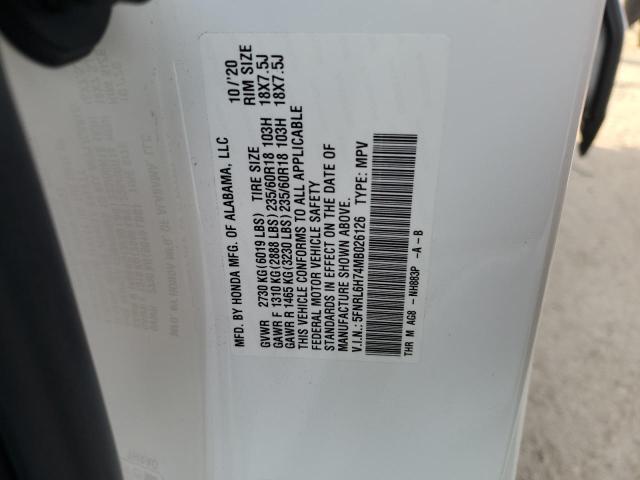 MFD. BY HONDA MFG. OF ALABAMA, LLC 10/'20
GVWR 2730 KG (6019 LBS) TIRE SIZE RIM SIZE
GAWR F 1310 KG (2888 LBS) 235/60R18 103H 18X7.5J
GAWR R 1465 KG (3230 LBS) 235/60R18 103H 18X7.5J
THIS VEHICLE CONFORMS TO ALL APPLICABLE
FEDERAL MOTOR VEHICLE SAFETY
STANDARDS IN EFFECT ON THE DATE OF
MANUFACTURE SHOWN ABOVE.
V.I.N.: 5FNRL6H74MB026126 TYPE: MPV
THR M AG8 -NH883P -A-B